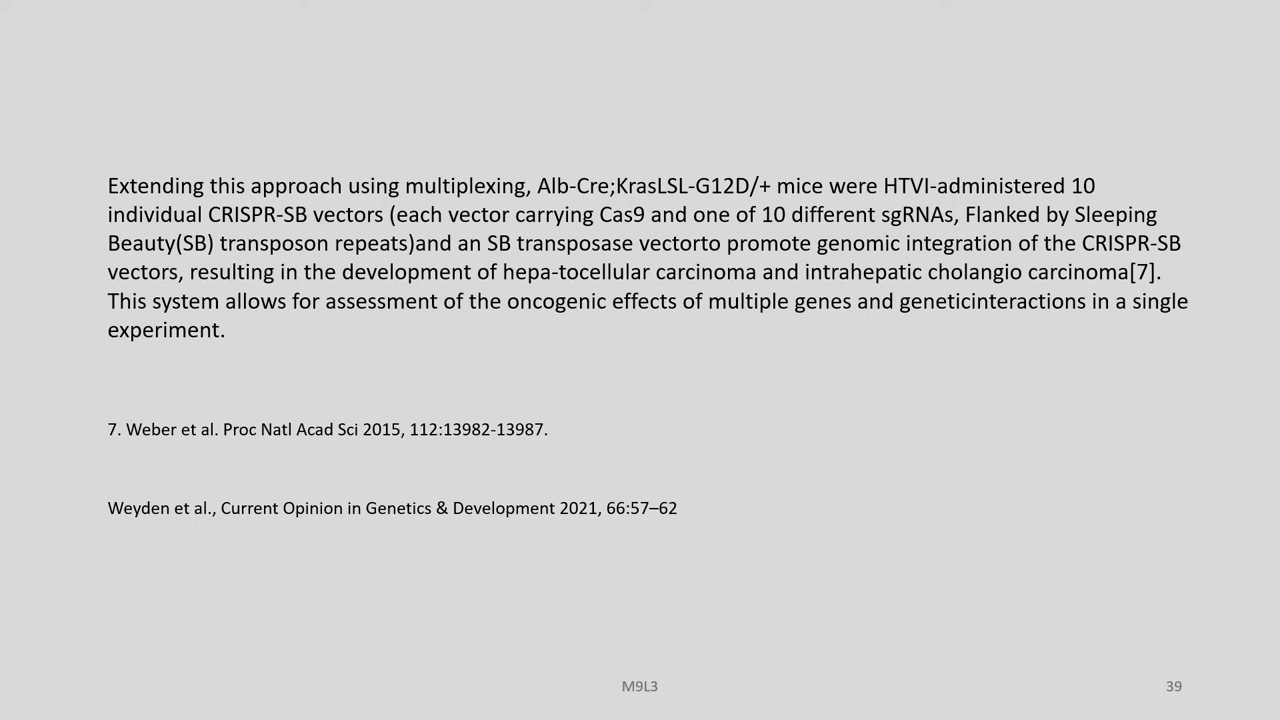 Extending this approach using multiplexing, Alb-Cre;KrasLSL-G12D/+ mice were HTVI-administered 10
individual CRISPR-SB vectors (each vector carrying Cas9 and one of 10 different sgRNAs, Flanked by Sleeping
Beauty(SB) transposon repeats)and an SB transposase vectorto promote genomic integration of the CRISPR-SB
vectors, resulting in the development of hepa-tocellular carcinoma and intrahepatic cholangio carcinoma[7].
This system allows for assessment of the oncogenic effects of multiple genes and geneticinteractions in a single
experiment.
7. Weber et al. Proc Natl Acad Sci 2015, 112:13982-13987.
Weyden et al., Current Opinion in Genetics & Development 2021, 66:57–62
M9L3
39